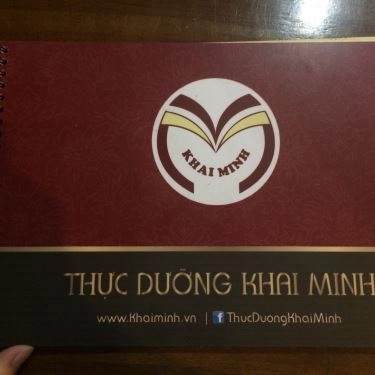 KHAI MINH
THỰC DƯỠNG KHAI MINH
www.Khaiminh.vn | f ThucDuongKhaiMinh